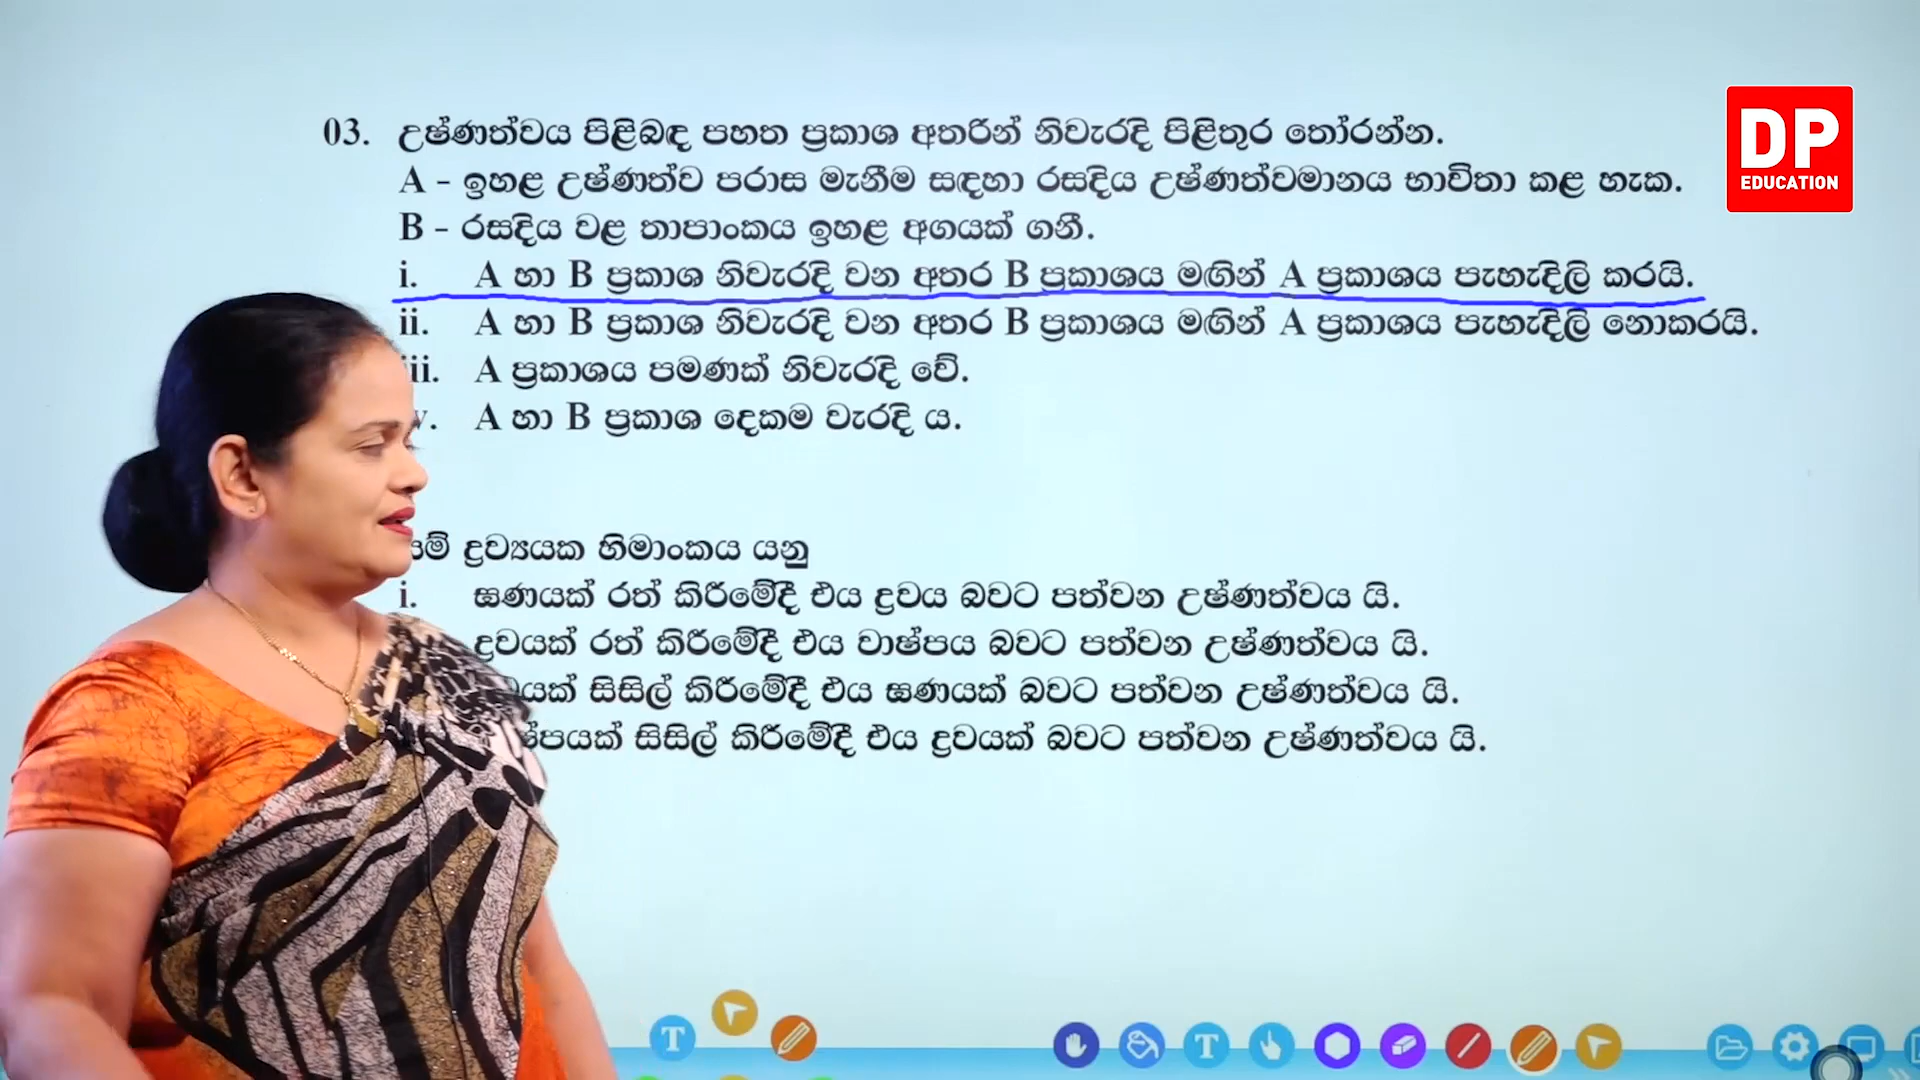 DP
EDUCATION
03. උෂ්ණත්වය පිළිබඳ පහත ප්‍රකාශ අතරින් නිවැරදි පිළිතුර තෝරන්න.
A - ඉහළ උෂ්ණත්ව පරාස මැනීම සඳහා රසදිය උෂ්ණත්වමානය භාවිතා කළ හැක.
B - රසදිය වළ තාපාංකය ඉහළ අගයක් ගනී.
i. A හා B ප්‍රකාශ නිවැරදි වන අතර B ප්‍රකාශය මඟින් A ප්‍රකාශය පැහැදිලි කරයි.
ii. A හා B ප්‍රකාශ නිවැරදි වන අතර B ප්‍රකාශය මඟින් A ප්‍රකාශය පැහැදිලි නොකරයි.
iii. A ප්‍රකාශය පමණක් නිවැරදි වේ.
A හා B ප්‍රකාශ දෙකම වැරදි ය.
ද්‍රව්‍යයක හිමාංකය යනු
i. ඝණයක් රත් කිරීමේදී එය ද්‍රවය බවට පත්වන උෂ්ණත්වය යි.
ද්‍රවයක් රත් කිරීමේදී එය වාෂ්පය බවට පත්වන උෂ්ණත්වය යි.
සිසිල් කිරීමේදී එය ඝණයක් බවට පත්වන උෂ්ණත්වය යි.
සිසිල් කිරීමේදී එය ද්‍රවයක් බවට පත්වන උෂ්ණත්වය යි.